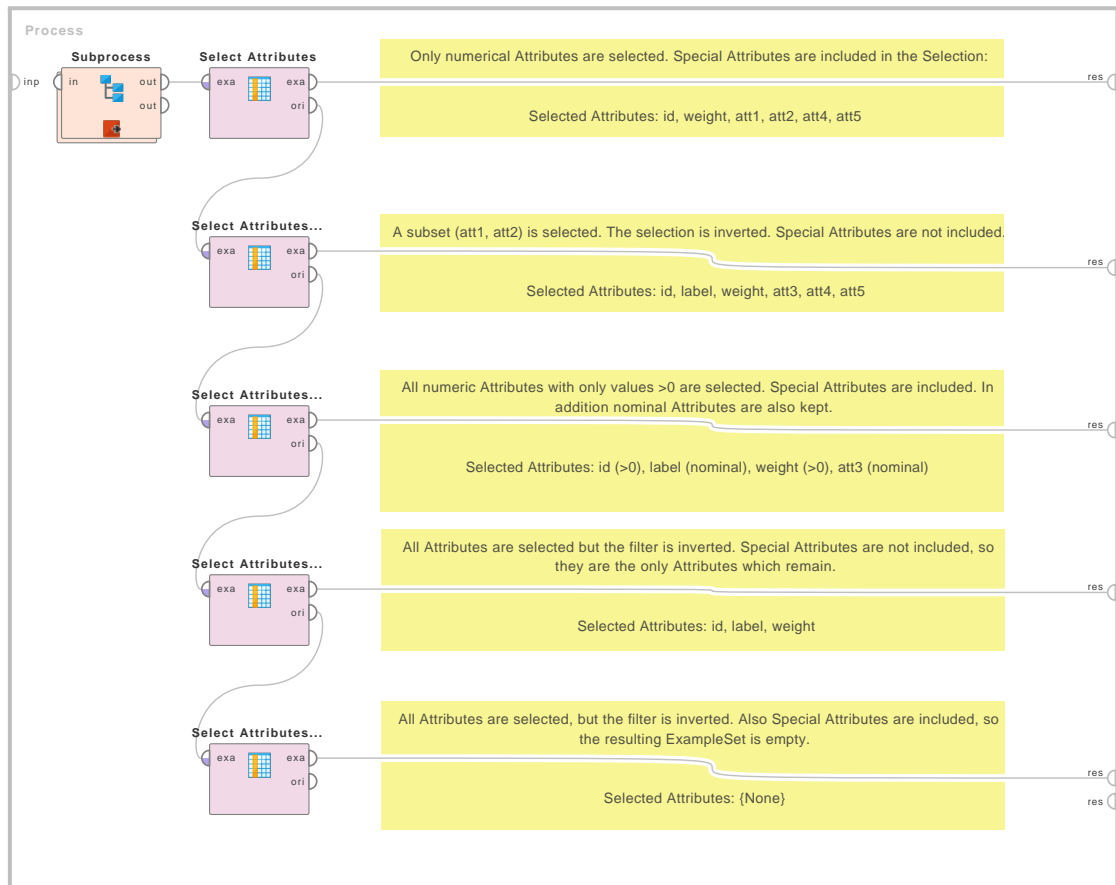 Process
Subprocess
Select Attributes
Only numerical Attributes are selected. Special Attributes are included in the Selection:
inp
in
out
out
exa
exa
ori
res
Selected Attributes: id, weight, att1, att2, att4, att5
Select Attributes...
A subset (att1, att2) is selected. The selection is inverted. Special Attributes are not included.
exa
exa
ori
res
Selected Attributes: id, label, weight, att3, att4, att5
Select Attributes...
All numeric Attributes with only values >0 are selected. Special Attributes are included. In
addition nominal Attributes are also kept.
exa
exa
ori
res
Selected Attributes: id (>0), label (nominal), weight (>0), att3 (nominal)
Select Attributes...
All Attributes are selected but the filter is inverted. Special Attributes are not included, so
they are the only Attributes which remain.
exa
exa
ori
res
Selected Attributes: id, label, weight
Select Attributes...
All Attributes are selected, but the filter is inverted. Also Special Attributes are included, so
the resulting ExampleSet is empty.
exa
exa
ori
res
Selected Attributes: {None}
res